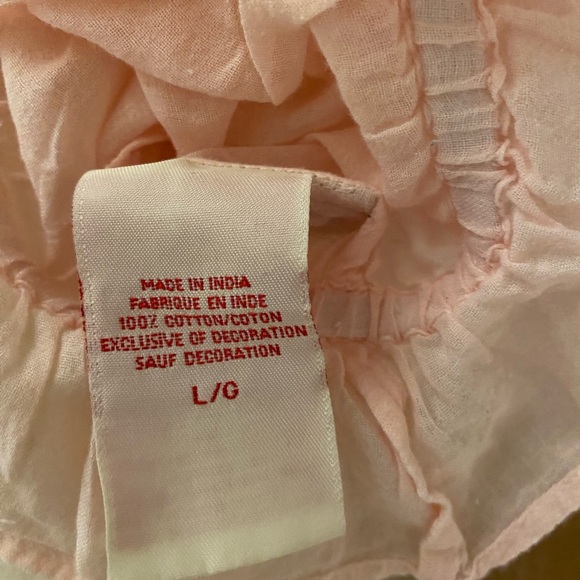 MADE IN INDIA
FABRIQUE EN INDE
100% COTTON/COTON
EXCLUSIVE OF DECORATION
SAUF DECORATION
L/G